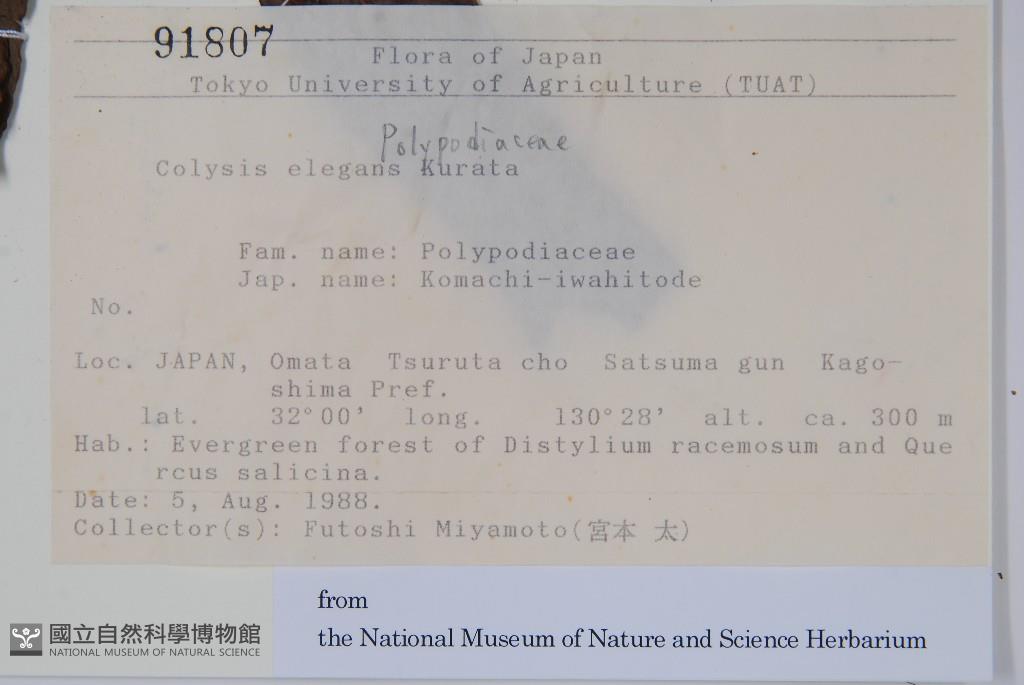 91807
Flora of Japan
Tokyo University of Agriculture (TUAT)
Polypodiaceae
Colysis elegans Kurata
Fam. name: Polypodiaceae
Jap. name: Komachi-iwahitode
No.
Loc. JAPAN, Omata Tsuruta cho Satsuma gun Kago-
shima Pref.
lat. 32°00' long. 130°28' alt. ca. 300 m
Hab.: Evergreen forest of Distylium racemosum and Que
rcus salicina.
Date: 5, Aug. 1988.
Collector(s): Futoshi Miyamoto(宮本 太)
from
the National Museum of Nature and Science Herbarium
國立自然科學博物館
NATIONAL MUSEUM OF NATURAL SCIENCE